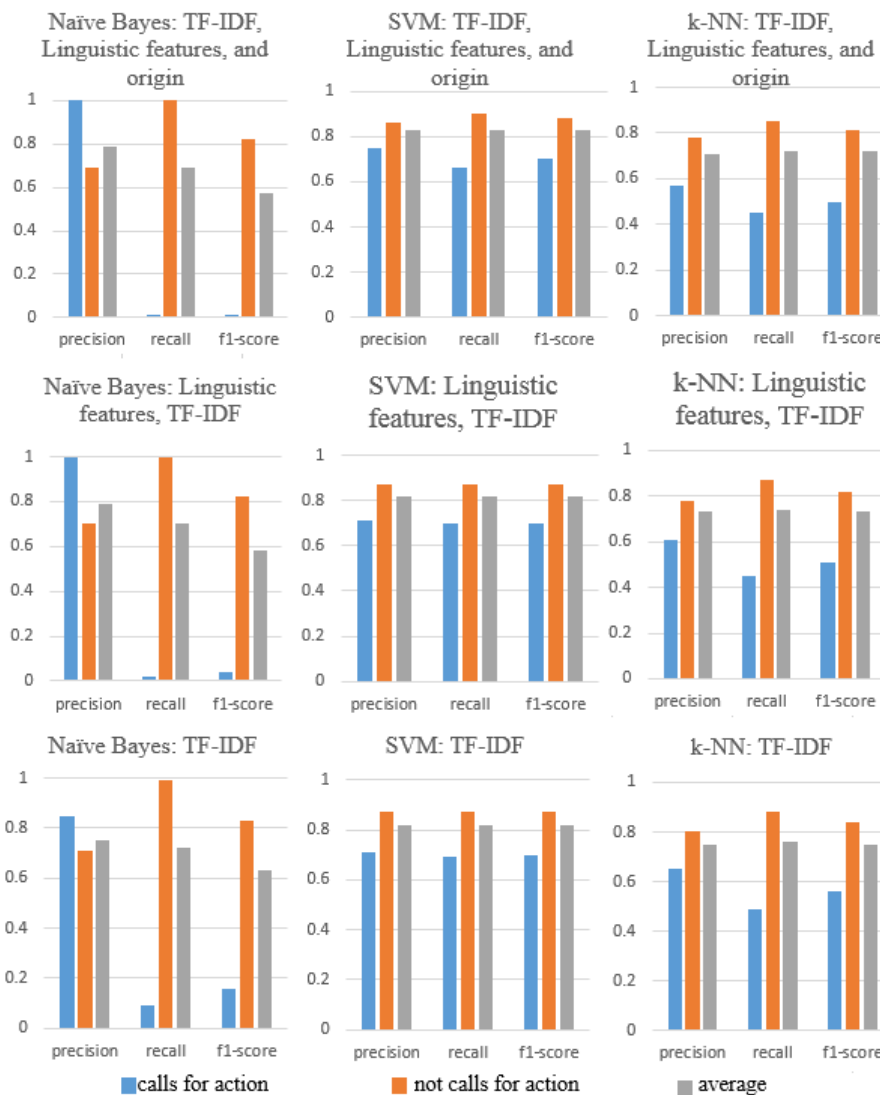 Naïve Bayes: TF-IDF,
Linguistic features, and
origin
1
0.8
0.6
0.4
0.2
0
precision recall f1-score
SVM: TF-IDF,
Linguistic features, and
origin
1
0.8
0.6
0.4
0.2
0
precision recall f1-score
k-NN: TF-IDF,
Linguistic features, and
origin
1
0.8
0.6
0.4
0.2
0
precision recall f1-score
Naïve Bayes: Linguistic
features, TF-IDF
1
0.8
0.6
0.4
0.2
0
precision recall f1-score
SVM: Linguistic
features, TF-IDF
1
0.8
0.6
0.4
0.2
0
precision recall f1-score
k-NN: Linguistic
features, TF-IDF
1
0.8
0.6
0.4
0.2
0
precision recall f1-score
Naïve Bayes: TF-IDF
1
0.8
0.6
0.4
0.2
0
precision recall f1-score
SVM: TF-IDF
1
0.8
0.6
0.4
0.2
0
precision recall f1-score
k-NN: TF-IDF
1
0.8
0.6
0.4
0.2
0
precision recall f1-score
calls for action not calls for action average